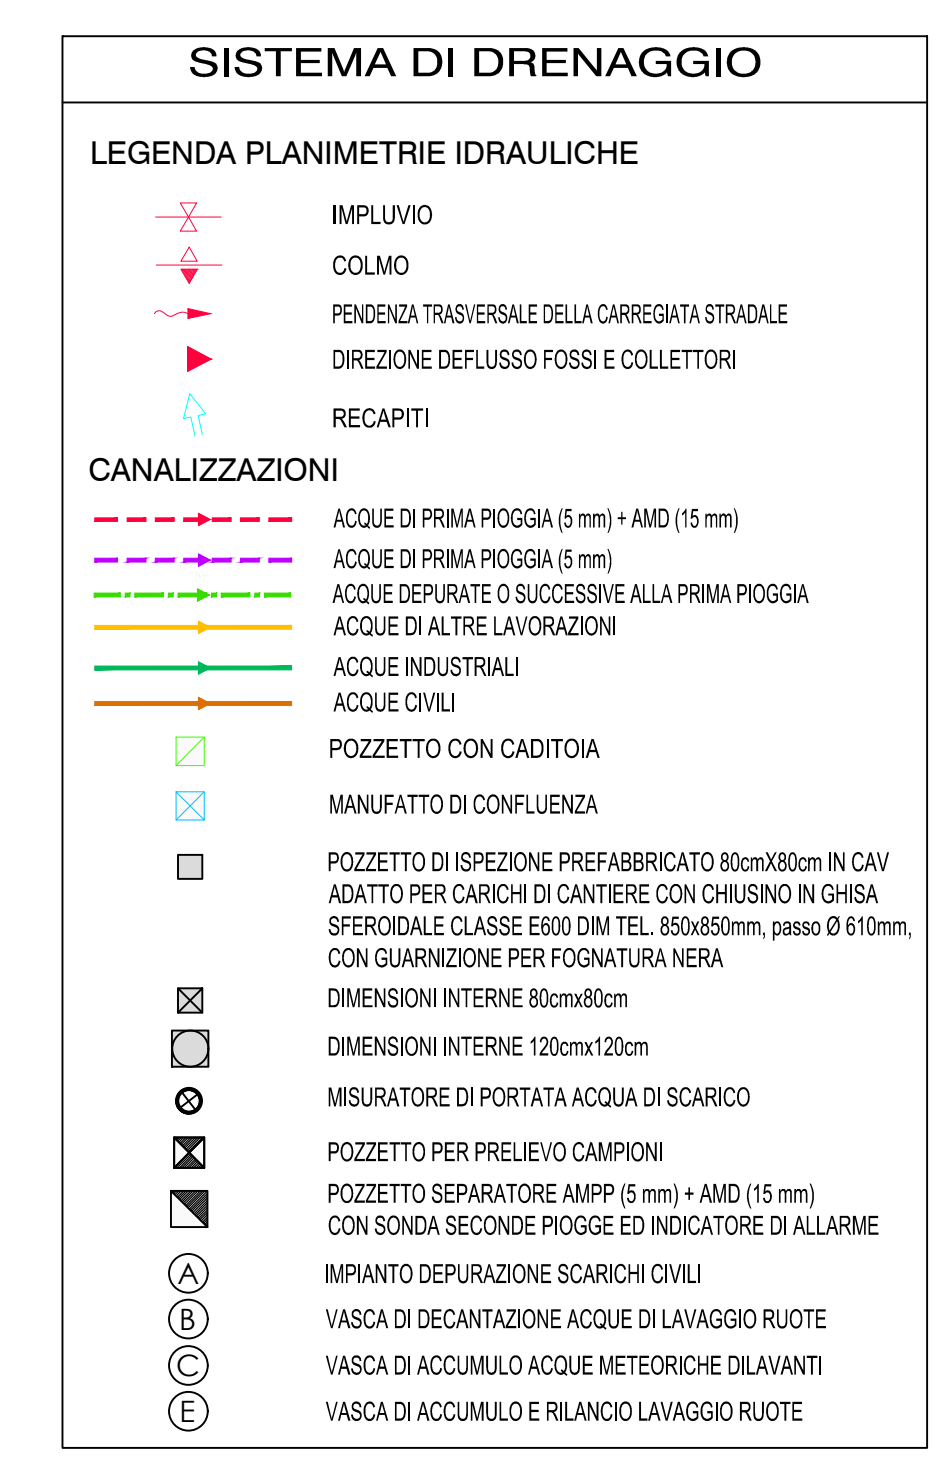 SISTEMA DI DRENAGGIO
LEGENDA PLANIMETRIE IDRAULICHE
IMPLUVIO
COLMO
PENDENZA TRASVERSALE DELLA CARREGIATA STRADALE
DIREZIONE DEFLUSSO FOSSI E COLLETTORI
RECAPITI
CANALIZZAZIONI
ACQUE DI PRIMA PIOGGIA (5 mm) + AMD (15 mm)
ACQUE DI PRIMA PIOGGIA (5 mm)
ACQUE DEPURATE O SUCCESSIVE ALLA PRIMA PIOGGIA
ACQUE DI ALTRE LAVORAZIONI
ACQUE INDUSTRIALI
ACQUE CIVILI
POZZETTO CON CADITOIA
MANUFATTO DI CONFLUENZA
POZZETTO DI ISPEZIONE PREFABBRICATO 80cmX80cm IN CAV
ADATTO PER CARICHI DI CANTIERE CON CHIUSINO IN GHISA
SFEROIDALE CLASSE E600 DIM TEL. 850x850mm, passo Ø 610mm,
CON GUARNIZIONE PER FOGNATURA NERA
DIMENSIONI INTERNE 80cmx80cm
DIMENSIONI INTERNE 120cmx120cm
MISURATORE DI PORTATA ACQUA DI SCARICO
POZZETTO PER PRELIEVO CAMPIONI
POZZETTO SEPARATORE AMPP (5 mm) + AMD (15 mm)
CON SONDA SECONDE PIOGGE ED INDICATORE DI ALLARME
A IMPIANTO DEPURAZIONE SCARICHI CIVILI
B VASCA DI DECANTAZIONE ACQUE DI LAVAGGIO RUOTE
C VASCA DI ACCUMULO ACQUE METEORICHE DILAVANTI
E VASCA DI ACCUMULO E RILANCIO LAVAGGIO RUOTE